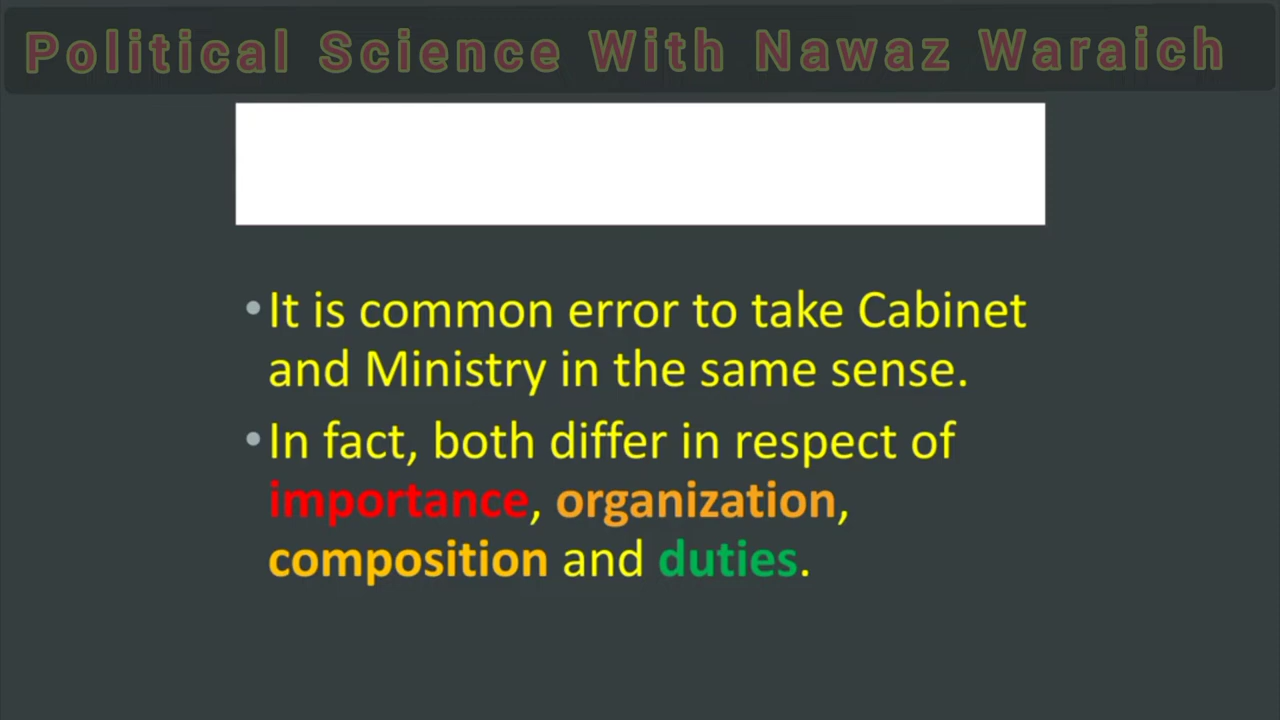 Political Science With Nawaz Waraich
•It is common error to take Cabinet
and Ministry in the same sense.
•In fact, both differ in respect of
importance, organization,
composition and duties.